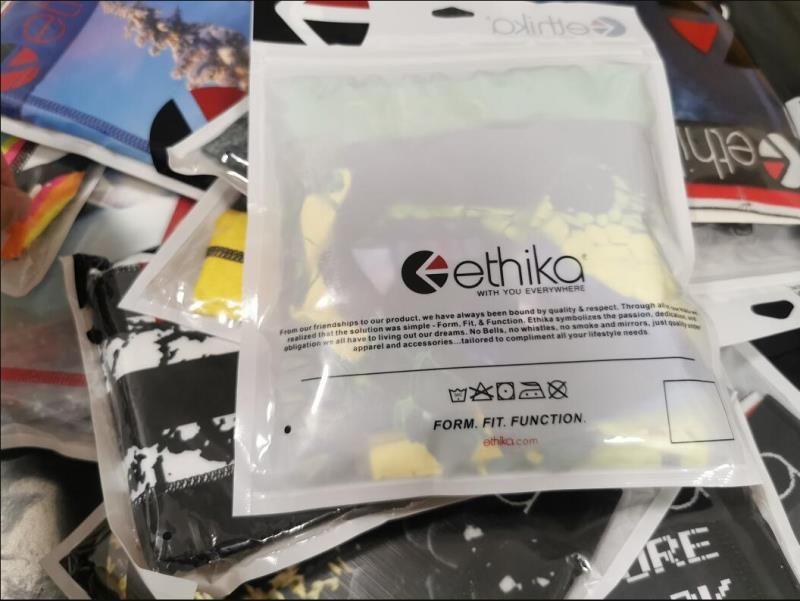 ethika
ethika
ethika
WITH YOU EVERYWHERE
From our friendships to our product, we have always been bound by quality & respect. Through
realized that the solution was simple - Form, Fit, & Function. Ethika symbolizes the passion, dedication,
obligation we all have to living out our dreams. No Bells, no whistles, no smoke and mirrors, just quality
apparel and accessories...tailored to compliment all your lifestyle needs.
FORM. FIT. FUNCTION.
ethika.com